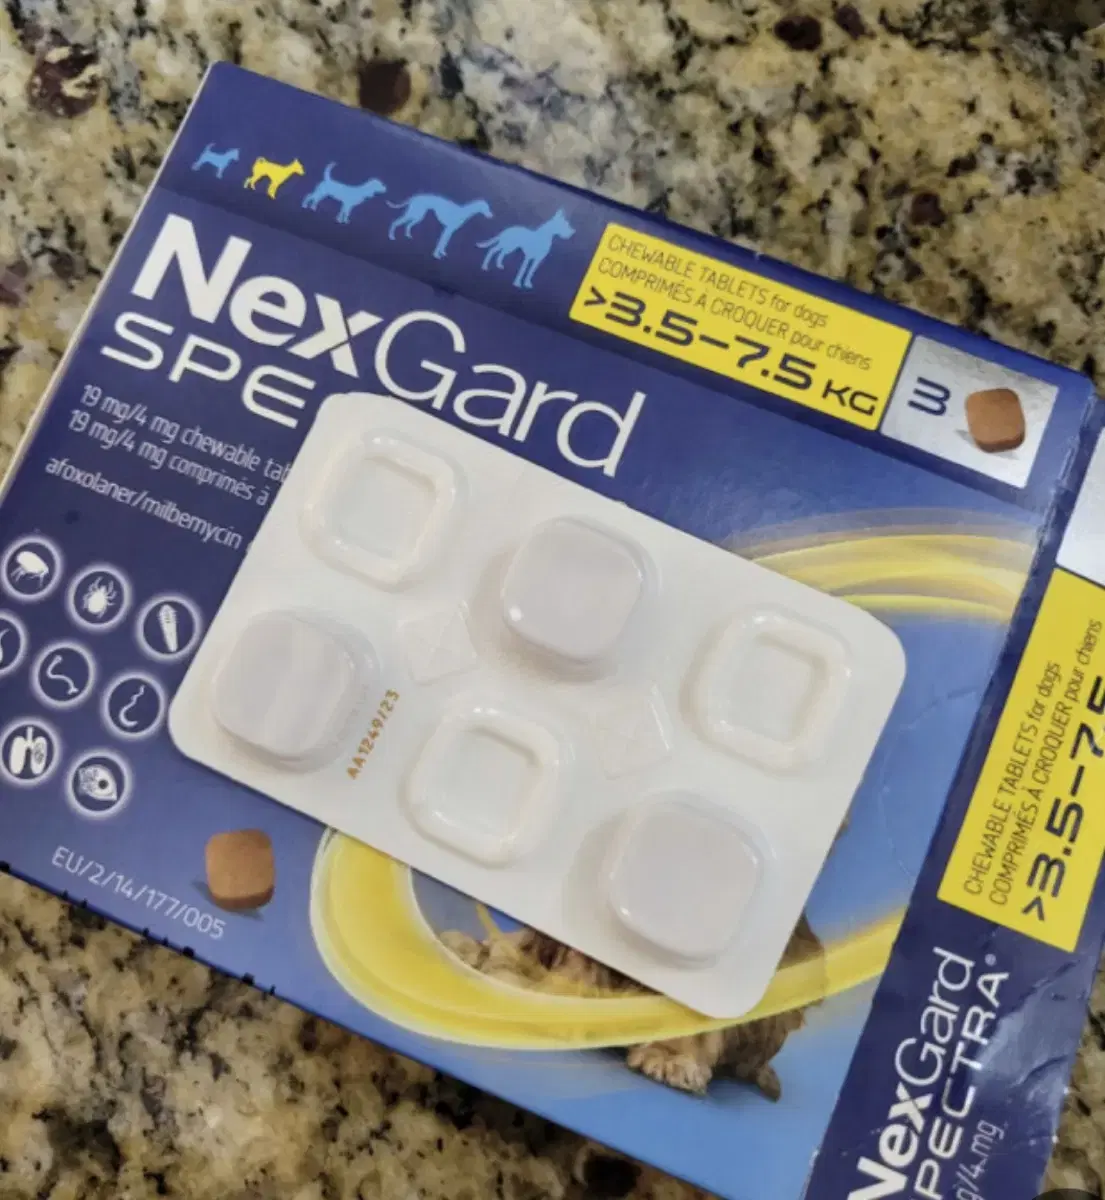 NexGard
SPE
19 mg/4 mg chewable tab
19 mg/4 mg comprimés à
afoxolaner/milbemycin
CHEWABLE TABLETS for dogs
COMPRIMÉS À CROQUER pour chiens
>3.5–7.5 KG
3
AA1249/23
EU/2/14/177/005
CHEWABLE TABLETS for dogs
COMPRIMÉS À CROQUER pour chiens
>3.5–7.5
NexGard
SPECTRA®
/4 mg